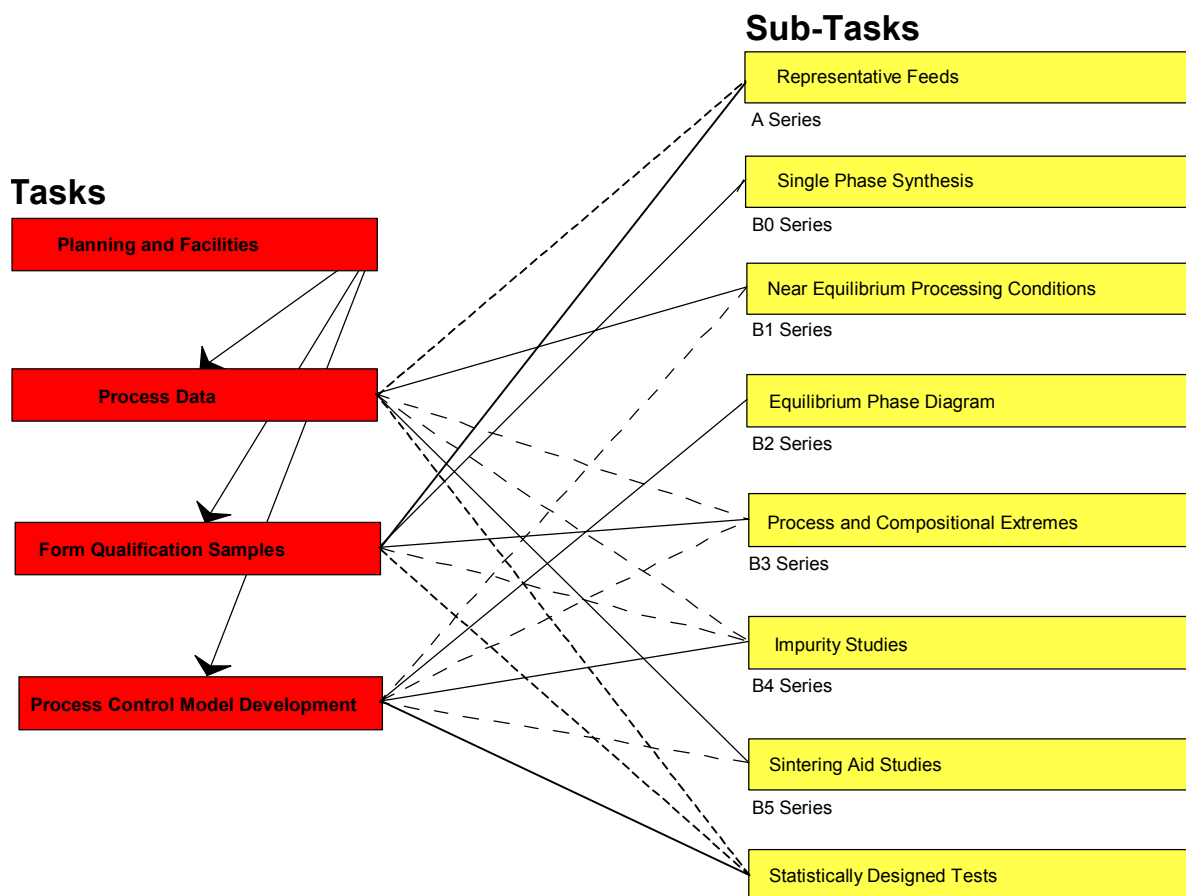 Tasks
Planning and Facilities
Process Data
Form Qualification Samples
Process Control Model Development
Sub-Tasks
Representative Feeds
A Series
Single Phase Synthesis
B0 Series
Near Equilibrium Processing Conditions
B1 Series
Equilibrium Phase Diagram
B2 Series
Process and Compositional Extremes
B3 Series
Impurity Studies
B4 Series
Sintering Aid Studies
B5 Series
Statistically Designed Tests